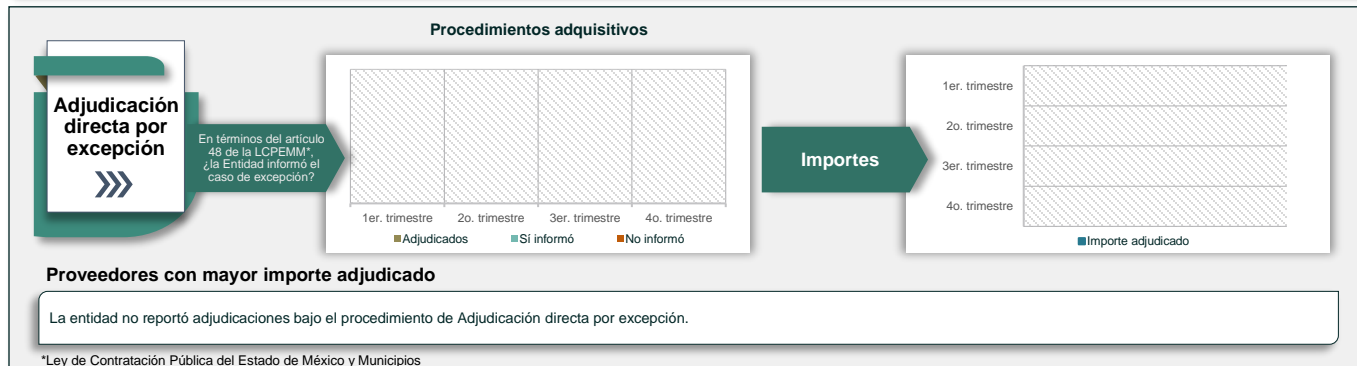 Procedimientos adquisitivos
Adjudicación
directa por
excepción
En términos del artículo
48 de la LCPEMM*,
¿la Entidad informó el
caso de excepción?
1er. trimestre 2o. trimestre 3er. trimestre 4o. trimestre
Adjudicados Sí informó No informó
Importes
1er. trimestre
2o. trimestre
3er. trimestre
4o. trimestre
Importe adjudicado
Proveedores con mayor importe adjudicado
La entidad no reportó adjudicaciones bajo el procedimiento de Adjudicación directa por excepción.
*Ley de Contratación Pública del Estado de México y Municipios